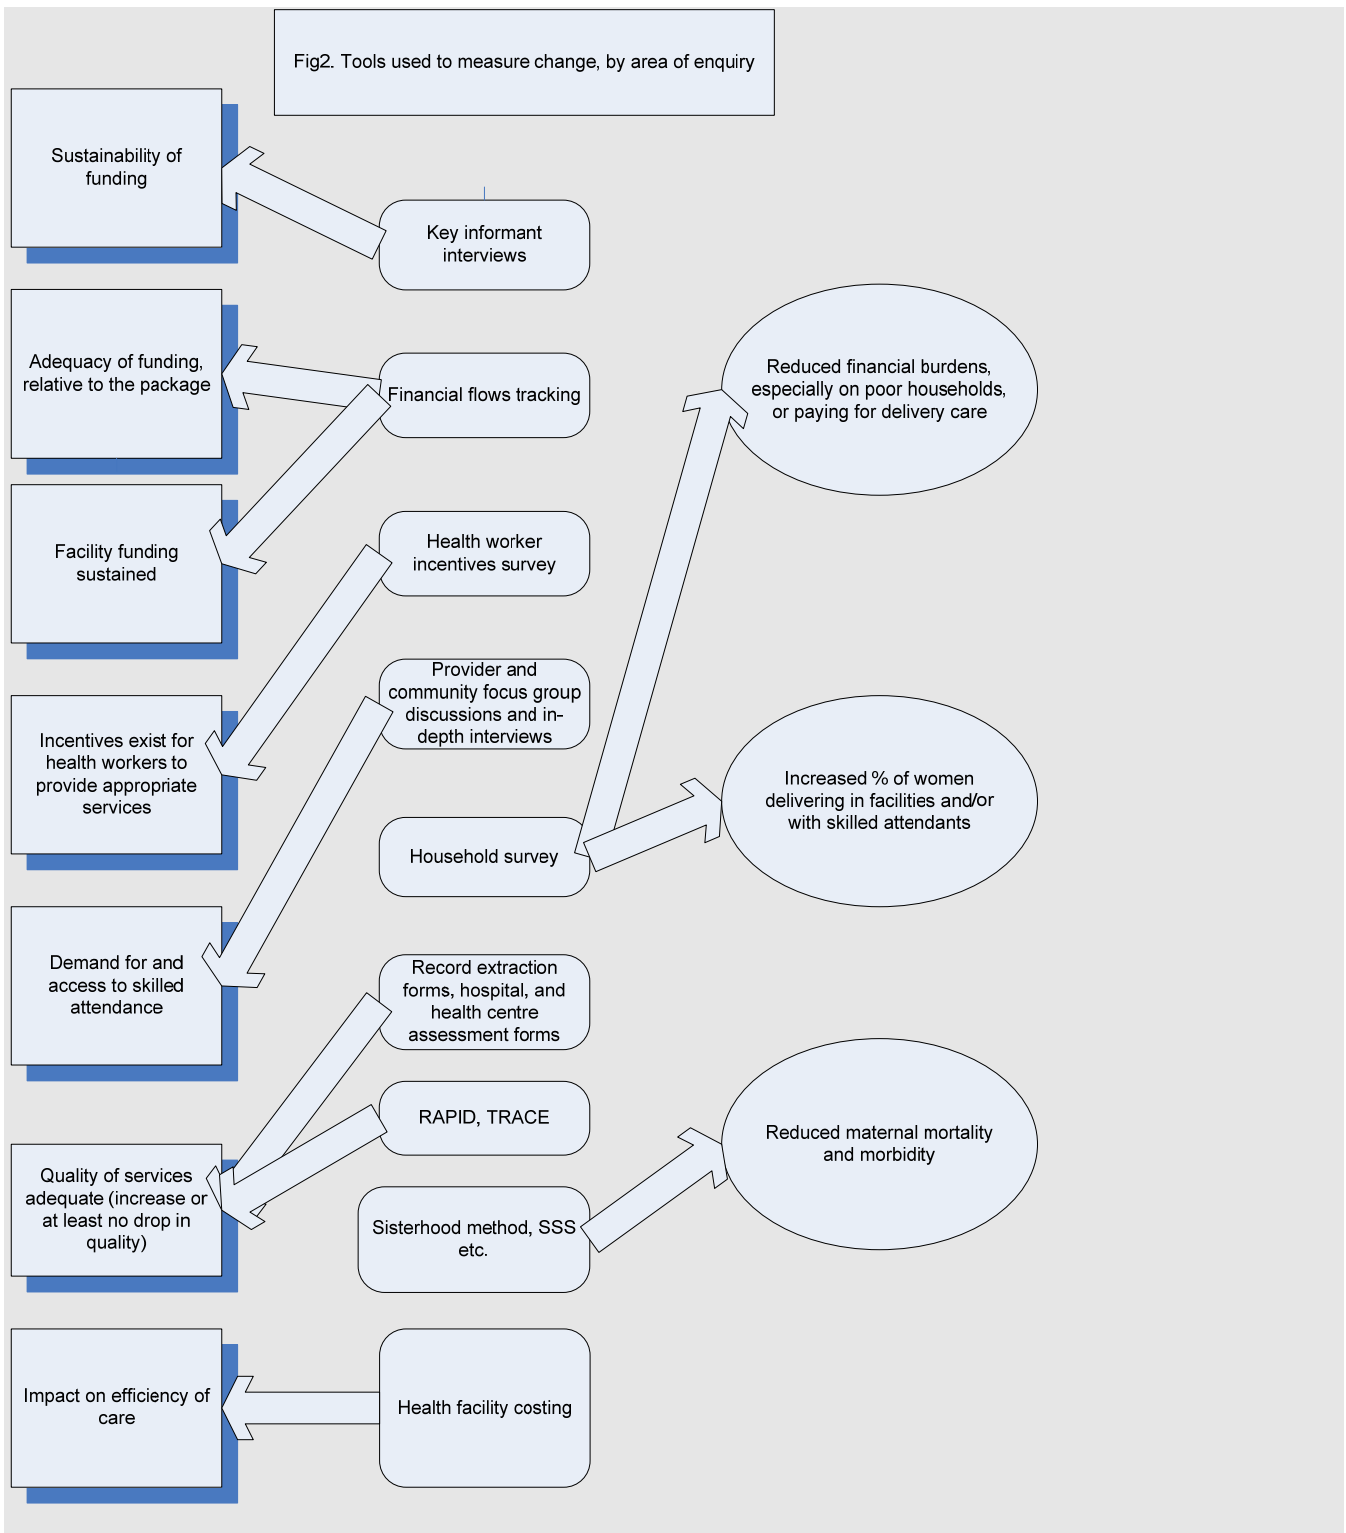 Fig2. Tools used to measure change, by area of enquiry
Sustainability of
funding
Key informant
interviews
Adequacy of funding,
relative to the package
Financial flows tracking
Reduced financial burdens,
especially on poor households,
or paying for delivery care
Facility funding
sustained
Health worker
incentives survey
Provider and
community focus group
discussions and in-
depth interviews
Incentives exist for
health workers to
provide appropriate
services
Household survey
Increased % of women
delivering in facilities and/or
with skilled attendants
Demand for and
access to skilled
attendance
Record extraction
forms, hospital, and
health centre
assessment forms
RAPID, TRACE
Quality of services
adequate (increase or
at least no drop in
quality)
Sisterhood method, SSS
etc.
Reduced maternal mortality
and morbidity
Impact on efficiency of
care
Health facility costing